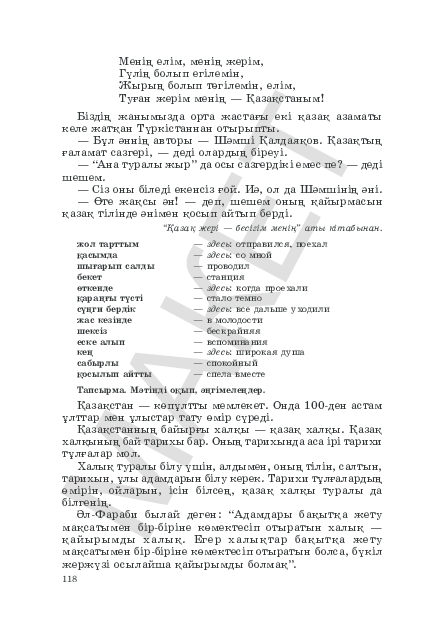 Менің елім, менің жерім,
Гүлің болып егілемін,
Жырың болып төгілемін, елім,
Туған жерім менің — Қазақстаным!
Біздің жанымызда орта жастағы екі қазақ азаматы
келе жатқан Түркістаннан отырыпты.
— Бұл әннің авторы — Шәмші Қалдаяқов. Қазақтың
ғаламат сазгері, — деді олардың біреуі.
— “Ана туралы жыр” да осы сазгердікі емес пе? — деді
шешем.
— Сіз оны біледі екенсіз ғой. Иә, ол да Шәмшінің әні.
— Өте жақсы ән! — деп, шешем оның қайырмасын
қазақ тілінде әнімен қосып айтып берді.
“Қазақ жері — бесігім менің” атты кітабынан.
жол тарттым — здесь: отправился, поехал
қасымда — здесь: со мной
шығарып салды — проводил
бекет — станция
өткенде — здесь: когда проехали
қараңғы түсті — стало темно
сүңги бердік — здесь: все дальше уходили
жас кезінде — в молодости
шексіз — бескрайняя
еске алып — вспоминания
кең — здесь: широкая душа
сабырлы — спокойный
қосылып айтты — спела вместе
Тапсырма. Мәтінді оқып, әңгімелеңдер.
Қазақстан — көпұлтты мемлекет. Онда 100-ден астам
ұлттар мен ұлыстар тату өмір сүреді.
Қазақстанның байырғы халқы — қазақ халқы. Қазақ
халқының бай тарихы бар. Оның тарихында аса ірі тарихи
тұлғалар мол.
Халық туралы білу үшін, алдымен, оның тілін, салтын,
тарихын, ұлы адамдарын білу керек. Тарихи тұлғалардың
өмірін, ойларын, ісін білсең, қазақ халқы туралы да
білгенің.
Әл-Фараби былай деген: “Адамдары бақытқа жету
мақсатымен бір-біріне көмектесіп отыратын халық —
қайырымды халық. Егер халықтар бақытқа жету
мақсатымен бір-біріне көмектесіп отыратын болса, бүкіл
жержүзі осылайша қайырымды болмақ”.
118
МАКЕТ